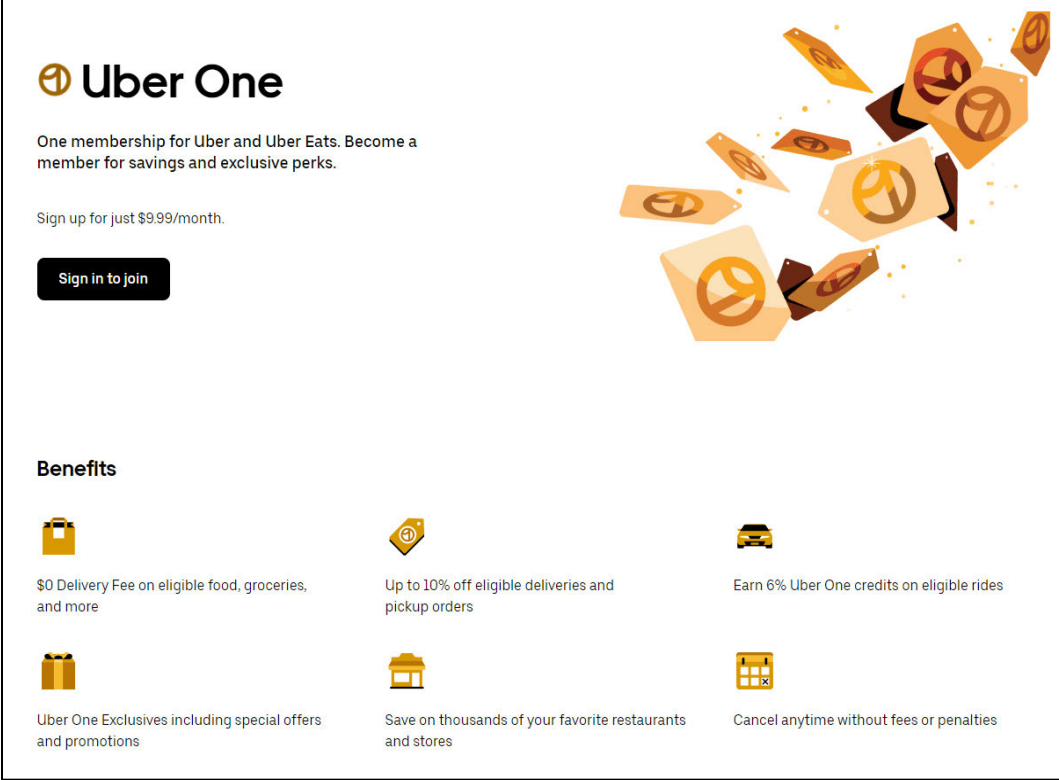 Uber One
One membership for Uber and Uber Eats. Become a
member for savings and exclusive perks.
Sign up for just $9.99/month.
Sign in to join
Benefits
$0 Delivery Fee on eligible food, groceries,
and more
Up to 10% off eligible deliveries and
pickup orders
Earn 6% Uber One credits on eligible rides
Uber One Exclusives including special offers
and promotions
Save on thousands of your favorite restaurants
and stores
Cancel anytime without fees or penalties